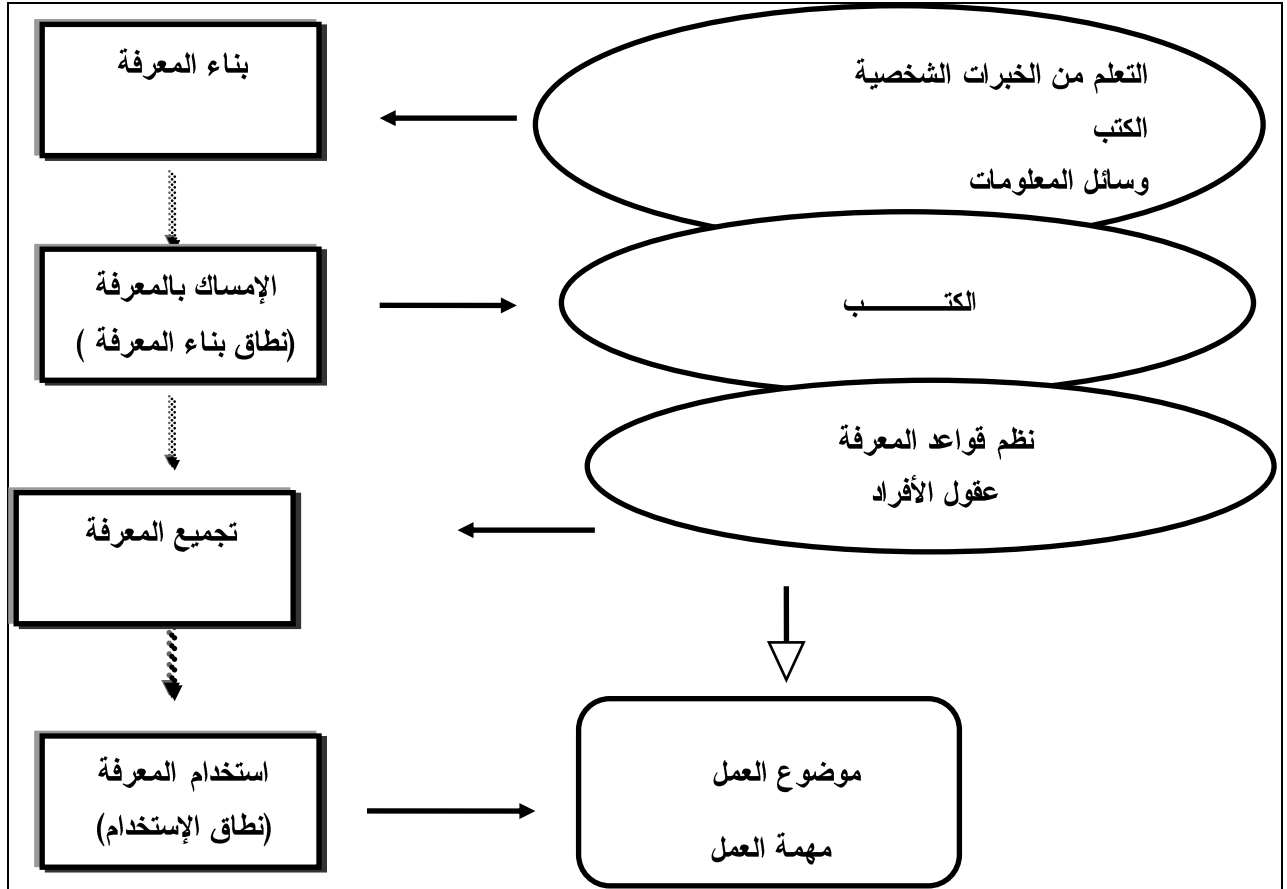 بناء المعرفة
التعلم من الخبرات الشخصية
الكتب
وسائل المعلومات
الإمساك بالمعرفة
(نطاق بناء المعرفة )
الكتـــــــــب
نظم قواعد المعرفة
عقول الأفراد
تجميع المعرفة
استخدام المعرفة
(نطاق الإستخدام)
موضوع العمل
مهمة العمل